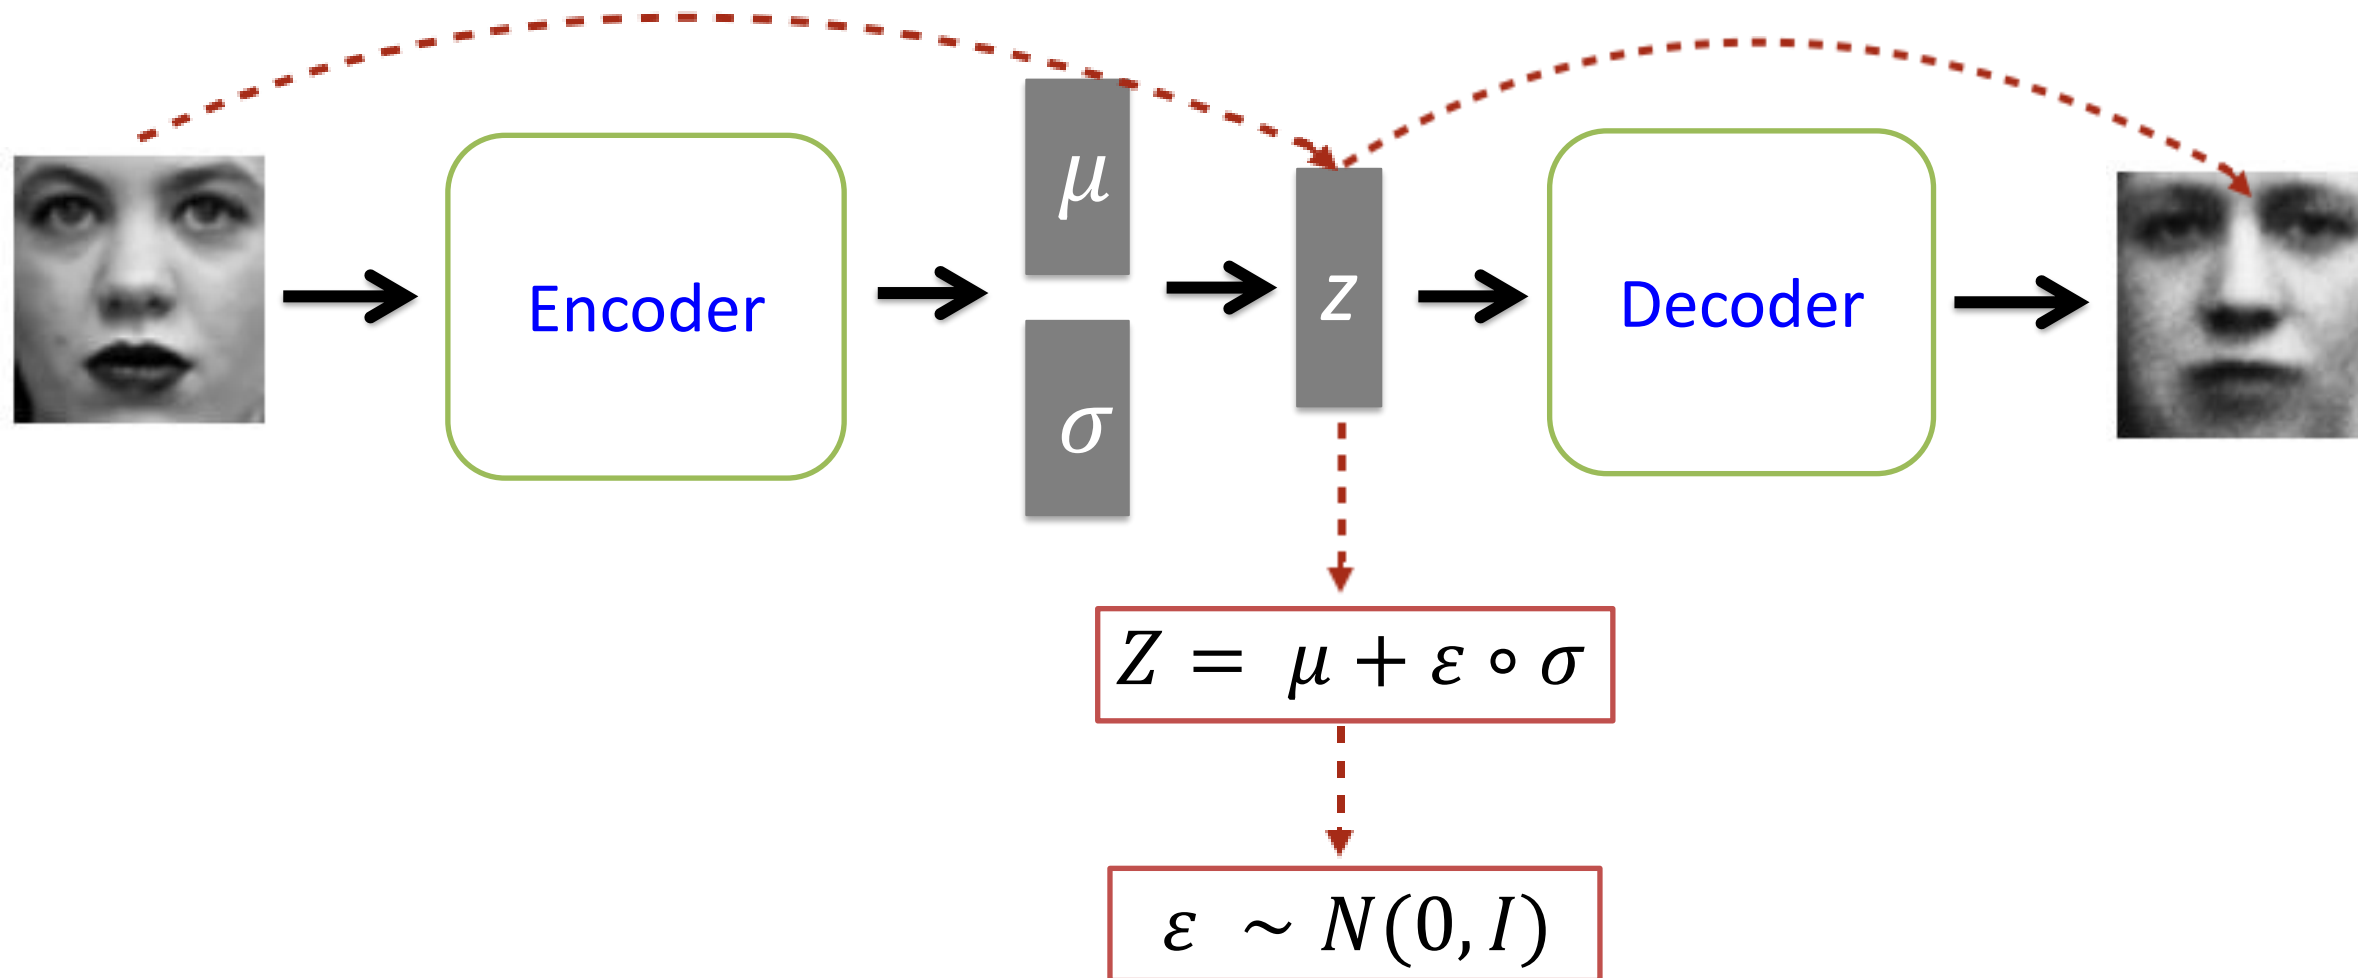 Encoder
μ
σ
z
Decoder
Z = μ + ε ∘ σ
ε ~ N(0, I)